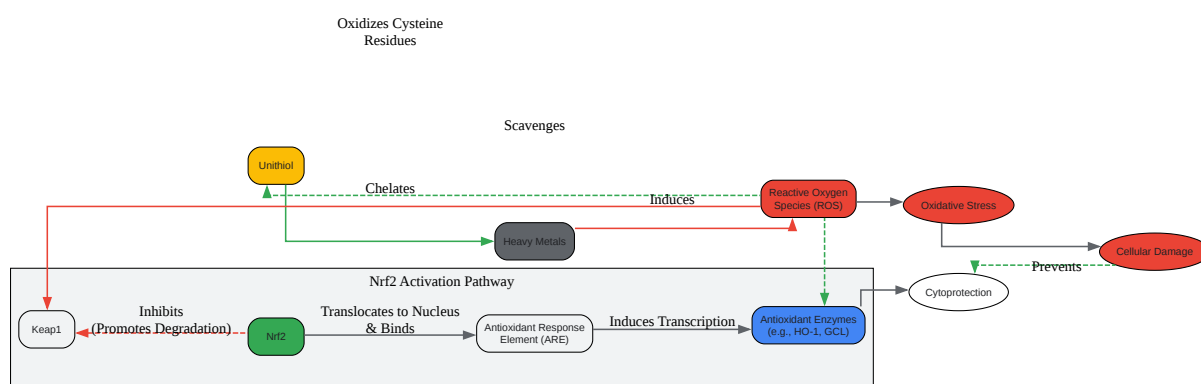 Oxidizes Cysteine
Residues
Scavenges
Unithiol
Chelates
Induces
Reactive Oxygen
Species (ROS)
Oxidative Stress
Heavy Metals
Cellular Damage
Prevents
Nrf2 Activation Pathway
Cytoprotection
Keap1
Inhibits
(Promotes Degradation)
Nrf2
Translocates to Nucleus
& Binds
Antioxidant Response
Element (ARE)
Induces Transcription
Antioxidant Enzymes
(e.g., HO-1, GCL)